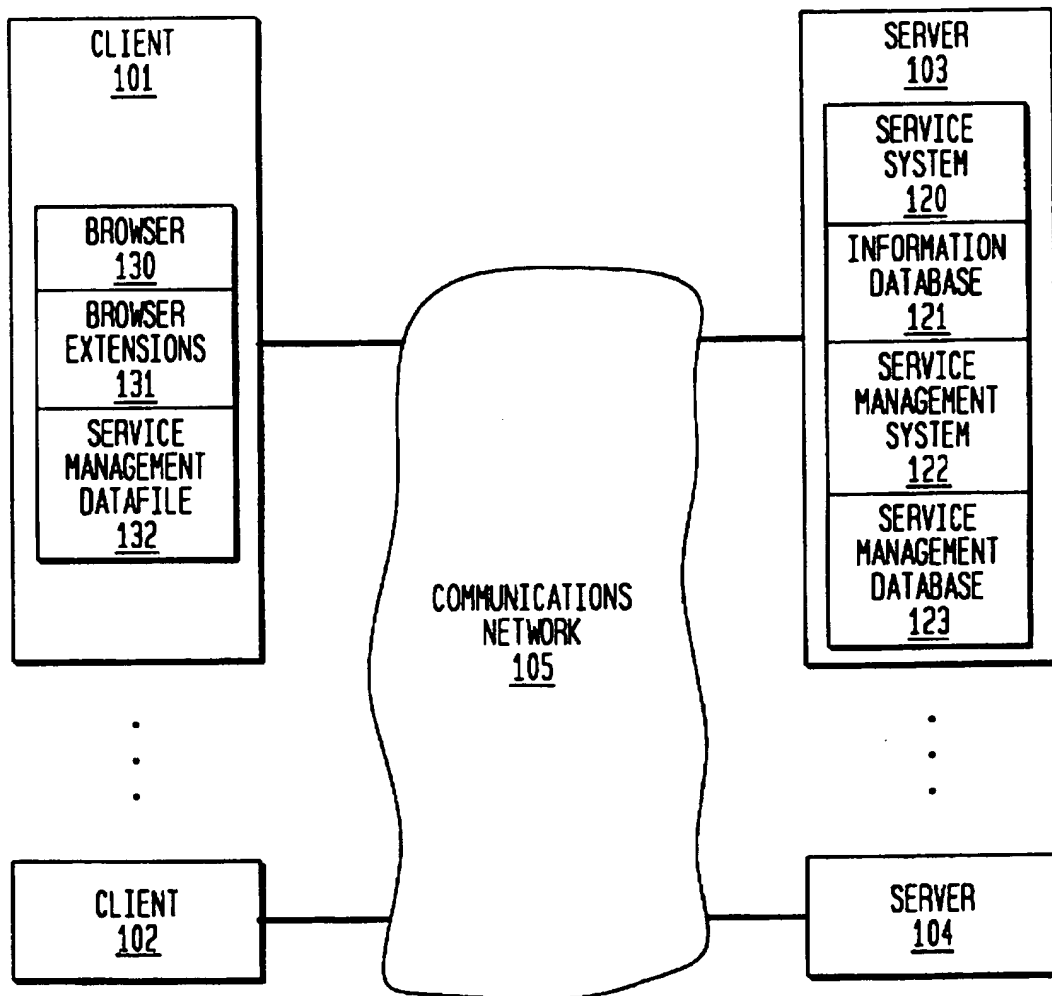 CLIENT
101
BROWSER
130
BROWSER
EXTENSIONS
131
SERVICE
MANAGEMENT
DATAFILE
132
COMMUNICATIONS
NETWORK
105
SERVER
103
SERVICE
SYSTEM
120
INFORMATION
DATABASE
121
SERVICE
MANAGEMENT
SYSTEM
122
SERVICE
MANAGEMENT
DATABASE
123
CLIENT
102
SERVER
104